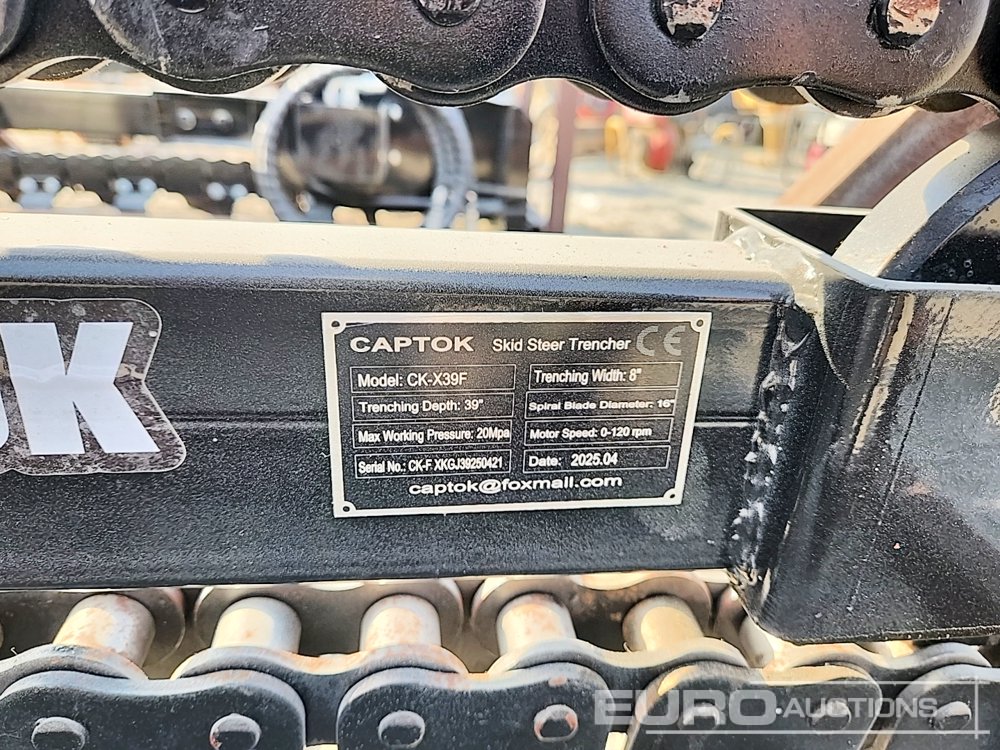 OK
CAPTOK Skid Steer Trencher CE
Model: CK-X39F Trenching Width: 8"
Trenching Depth: 39" Spiral Blade Diameter: 16"
Max Working Pressure: 20Mpa Motor Speed: 0-120 rpm
Serial No.: CK-F XKGJ39250421 Date: 2025.04
captok@foxmail.com
EURO AUCTIONS